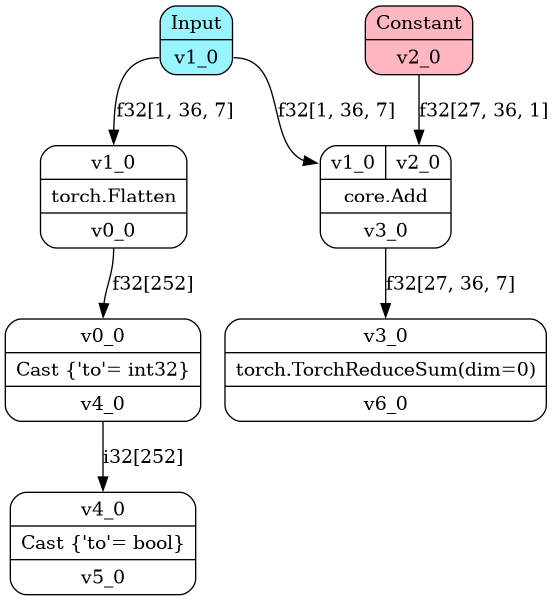 Input
v1_0
Constant
v2_0
f32[1, 36, 7]
f32[1, 36, 7]
f32[27, 36, 1]
v1_0
torch.Flatten
v0_0
v1_0 v2_0
core.Add
v3_0
f32[252]
f32[27, 36, 7]
v0_0
Cast {'to'= int32}
v4_0
v3_0
torch.TorchReduceSum(dim=0)
v6_0
i32[252]
v4_0
Cast {'to'= bool}
v5_0